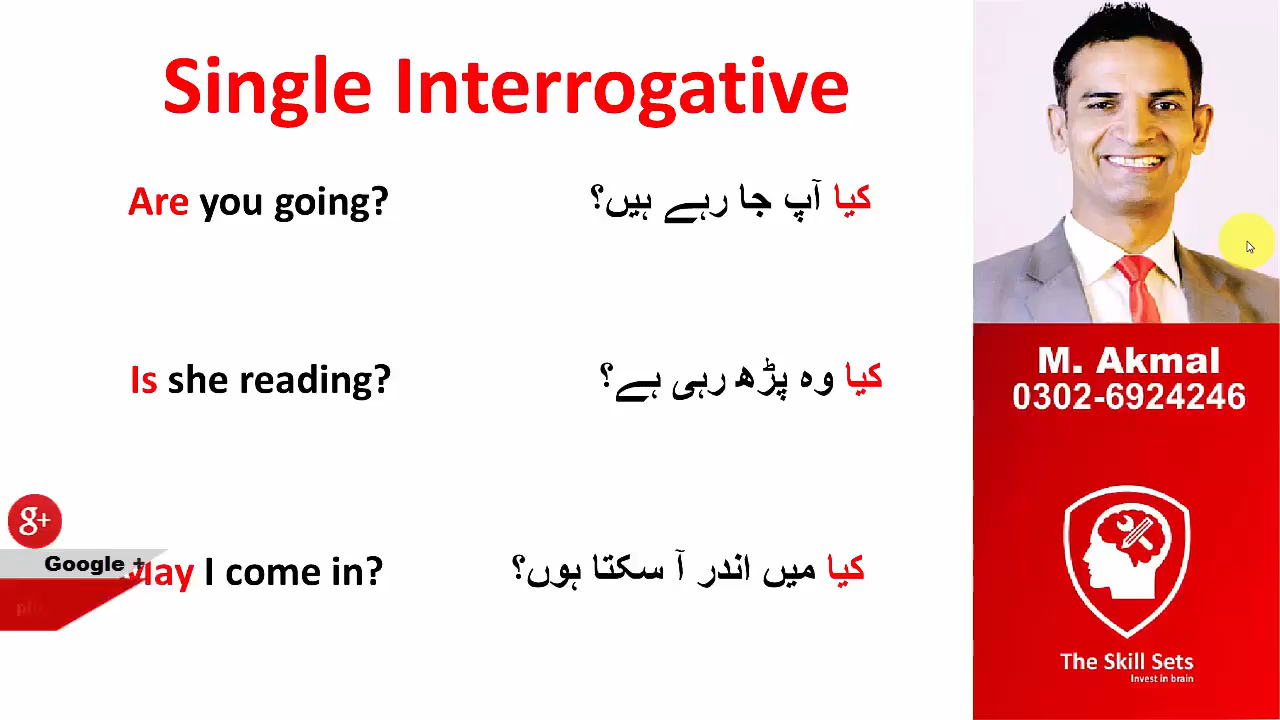 Single Interrogative
Are you going?
کیا آپ جا رہے ہیں؟
Is she reading?
کیا وہ پڑھ رہی ہے؟
May I come in?
کیا میں اندر آ سکتا ہوں؟
g+
Google +
M. Akmal
0302-6924246
The Skill Sets
Invest in brain